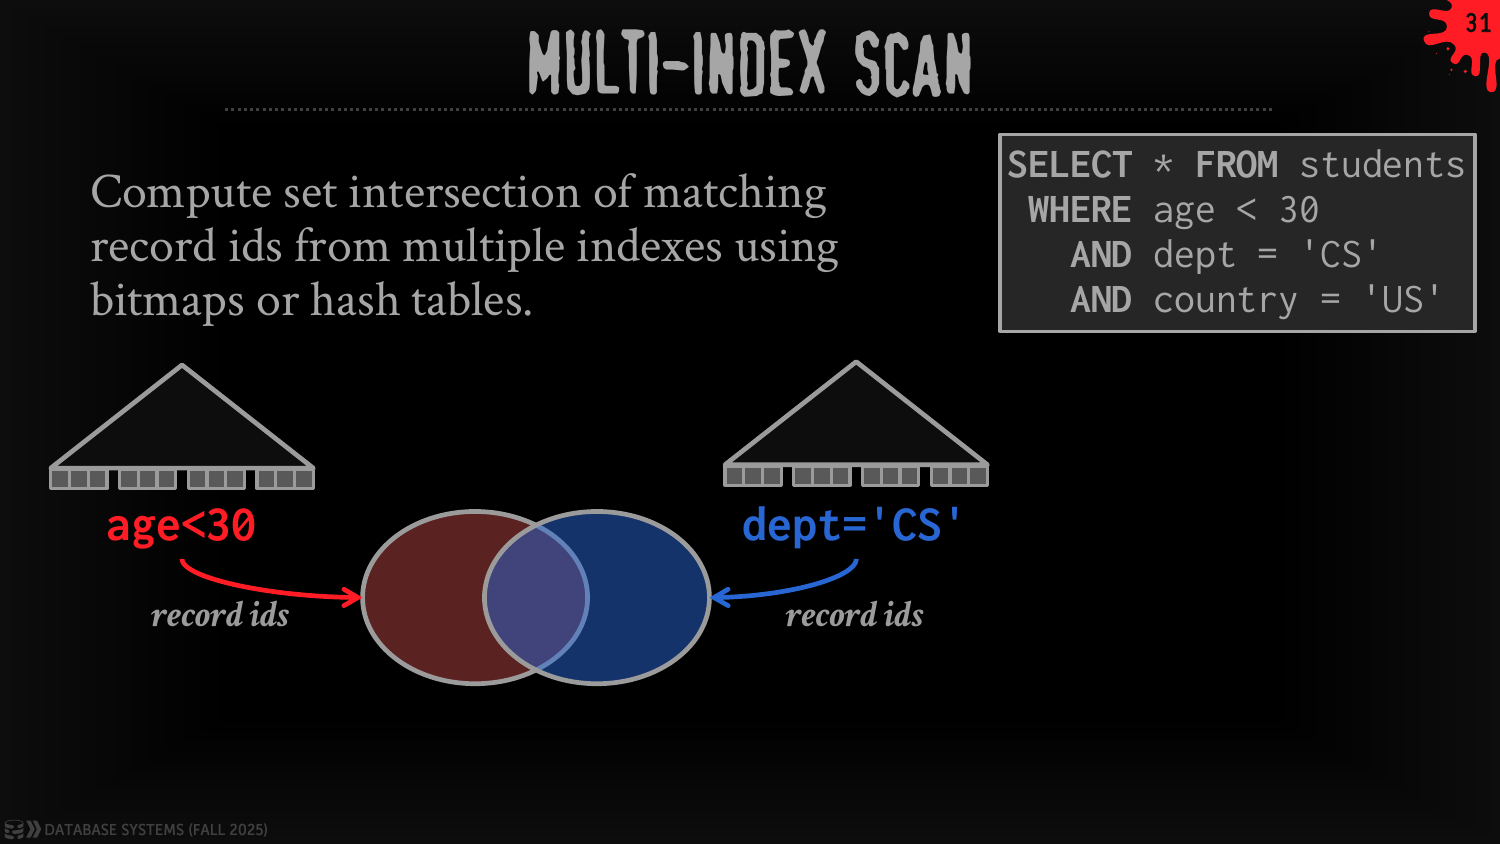 31
MULTI-INDEX SCAN
Compute set intersection of matching
record ids from multiple indexes using
bitmaps or hash tables.
SELECT * FROM students
WHERE age < 30
AND dept = 'CS'
AND country = 'US'
age<30
dept='CS'
record ids
record ids
DATABASE SYSTEMS (FALL 2025)